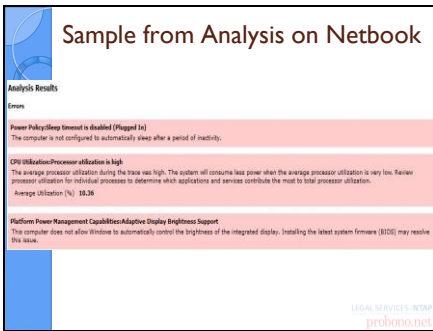 Sample from Analysis on Netbook
Analysis Results
Errors
Power Policy:Sleep timeout is disabled (Plugged In)
The computer is not configured to automatically sleep after a period of inactivity.
CPU Utilization:Processor utilization is high
The average processor utilization during the trace was high. The system will consume less power when the average processor utilization is very low. Review
processor utilization for individual processes to determine which applications and services contribute the most to total processor utilization.
Average Utilization (%) 10.36
Platform Power Management Capabilities:Adaptive Display Brightness Support
This computer does not allow Windows to automatically control the brightness of the integrated display. Installing the latest system firmware (BIOS) may resolve
this issue.
LEGAL SERVICES NTAP
probono.net